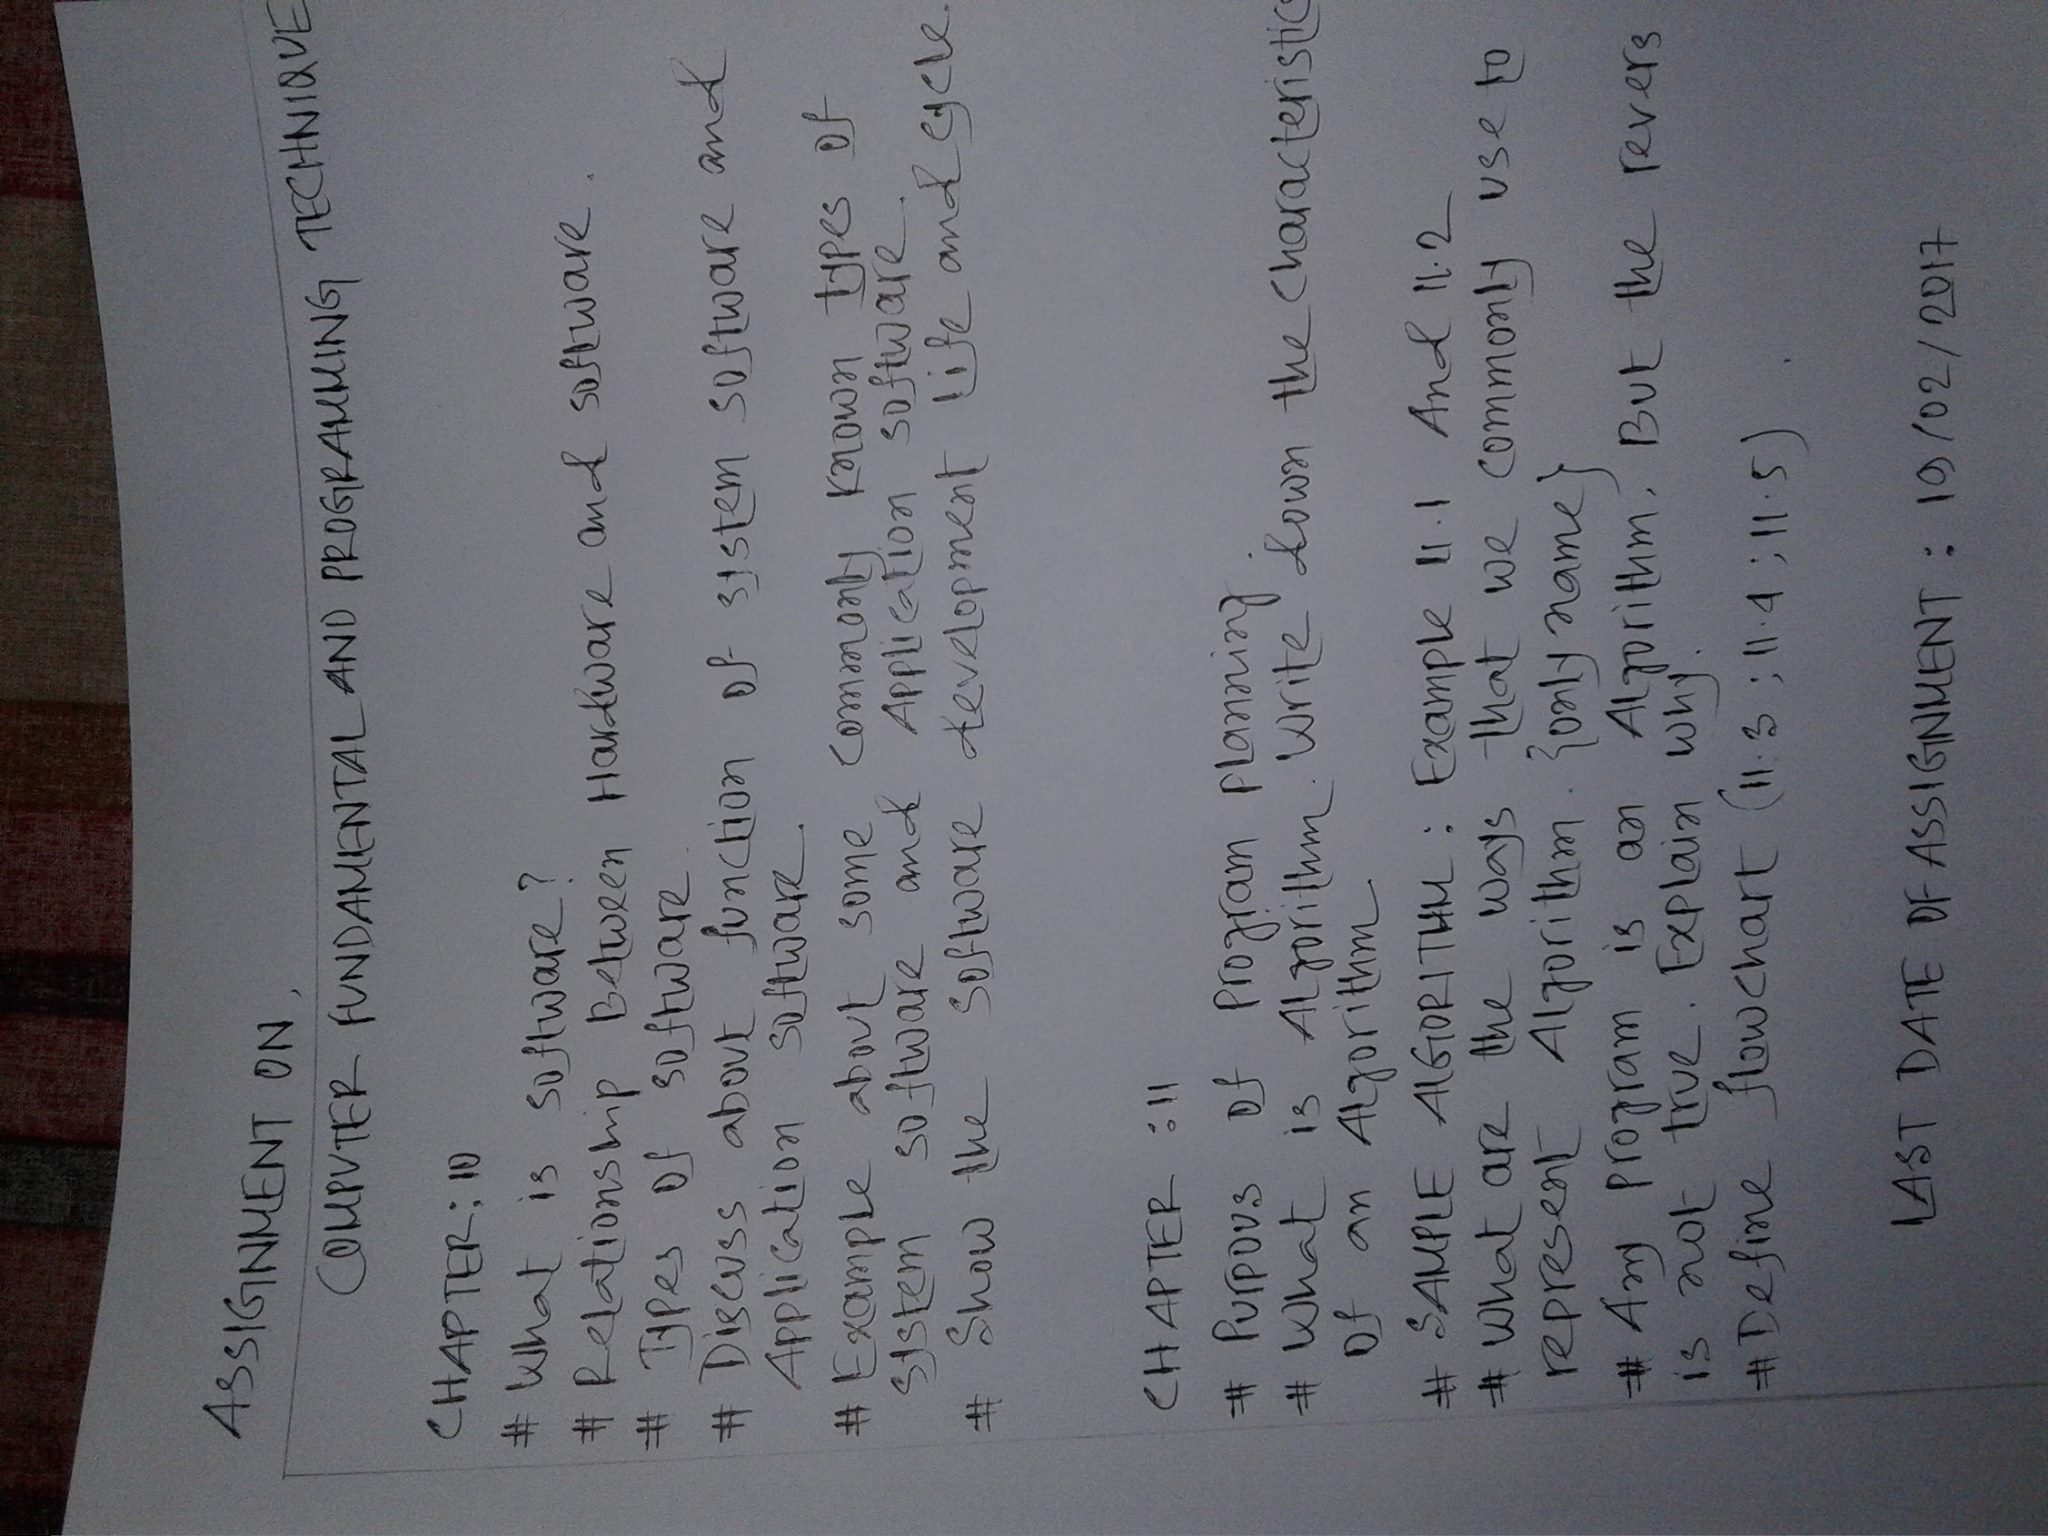 ASSIGNMENT ON,
COMPUTER FUNDAMENTAL AND PROGRAMMING TECHNIQUE
CHAPTER:10
# What is software?
# Relationship Between Hardware and software.
# Types of software.
# Discuss about function of system software and
Application software.
# Example about some commonly known types of
system software and Application software.
# Show the software development life and cycle.
CHAPTER :11
# Purpous of Program planning
# What is Algorithm. Write down the characteristic
of an Algorithm.
# SAMPLE ALGORITHM : Example 11.1 And 11.2
# What are the ways that we commonly use to
represent Algorithm. {only name}
# Any program is an Algorithm. But the revers
is not true. Explain why.
# Define flowchart (11.3 ; 11.4 ; 11.5)
LAST DATE OF ASSIGNMENT : 19/02/2017